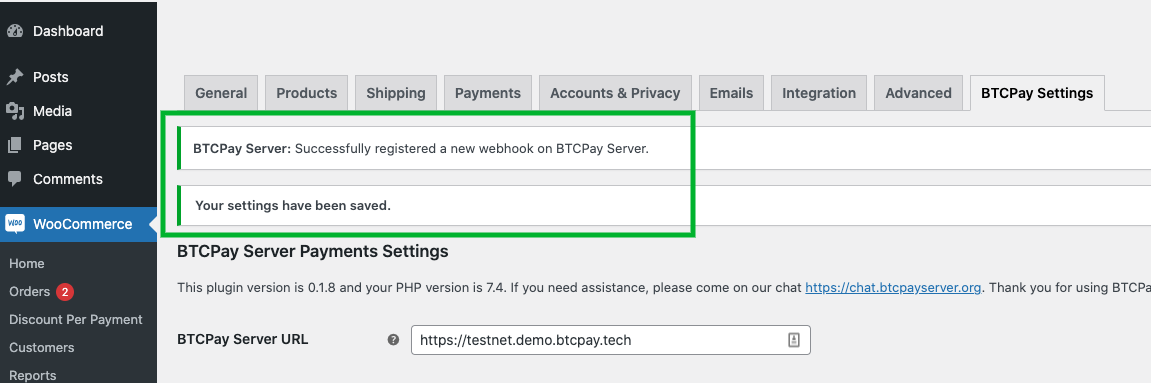 Dashboard
Posts
Media
Pages
Comments
WOO
WooCommerce
Home
Orders 2
Discount Per Payment
Customers
Reports
General Products Shipping Payments Accounts & Privacy Emails Integration Advanced BTCPay Settings
BTCPay Server: Successfully registered a new webhook on BTCPay Server.
Your settings have been saved.
BTCPay Server Payments Settings
This plugin version is 0.1.8 and your PHP version is 7.4. If you need assistance, please come on our chat https://chat.btcpayserver.org. Thank you for using BTCPa
BTCPay Server URL ? https://testnet.demo.btcpay.tech